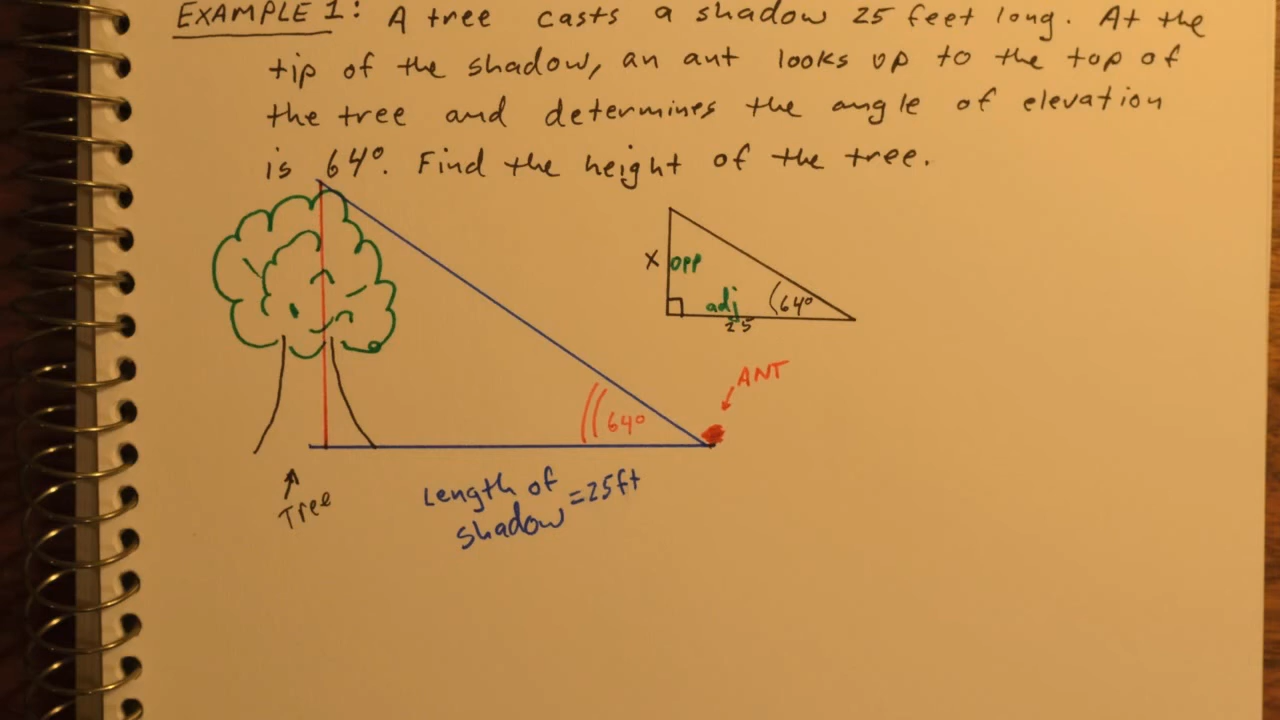 EXAMPLE 1: A tree casts a shadow 25 feet long. At the
tip of the shadow, an ant looks up to the top of
the tree and determines the angle of elevation
is 64°. Find the height of the tree.
x opp
adj 64°
25
ANT
64°
Length of
shadow = 25ft
Tree